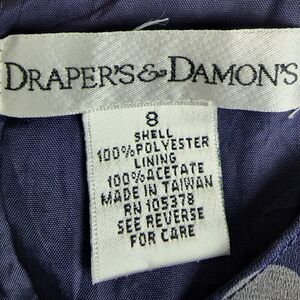 DRAPER'S & DAMON'S
8
SHELL
100% POLYESTER
LINING
100% ACETATE
MADE IN TAIWAN
RN 105378
SEE REVERSE
FOR CARE